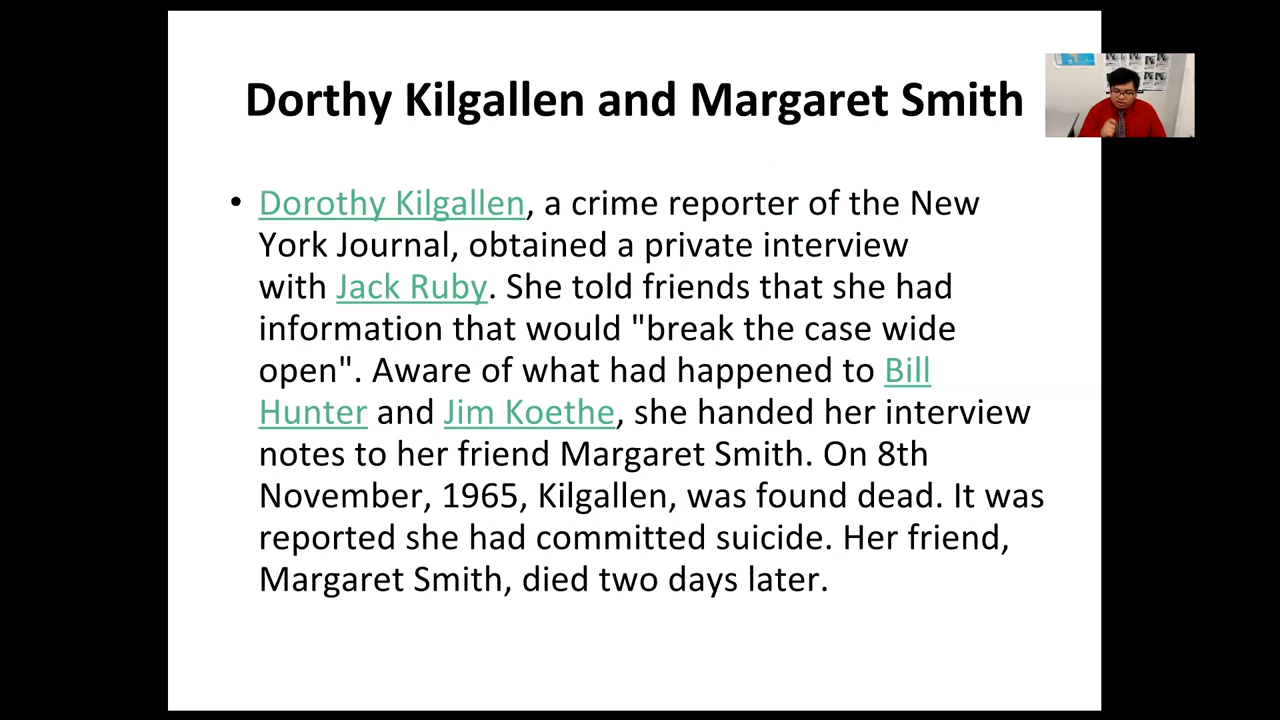 Dorthy Kilgallen and Margaret Smith
• Dorothy Kilgallen, a crime reporter of the New
York Journal, obtained a private interview
with Jack Ruby. She told friends that she had
information that would "break the case wide
open". Aware of what had happened to Bill
Hunter and Jim Koethe, she handed her interview
notes to her friend Margaret Smith. On 8th
November, 1965, Kilgallen, was found dead. It was
reported she had committed suicide. Her friend,
Margaret Smith, died two days later.